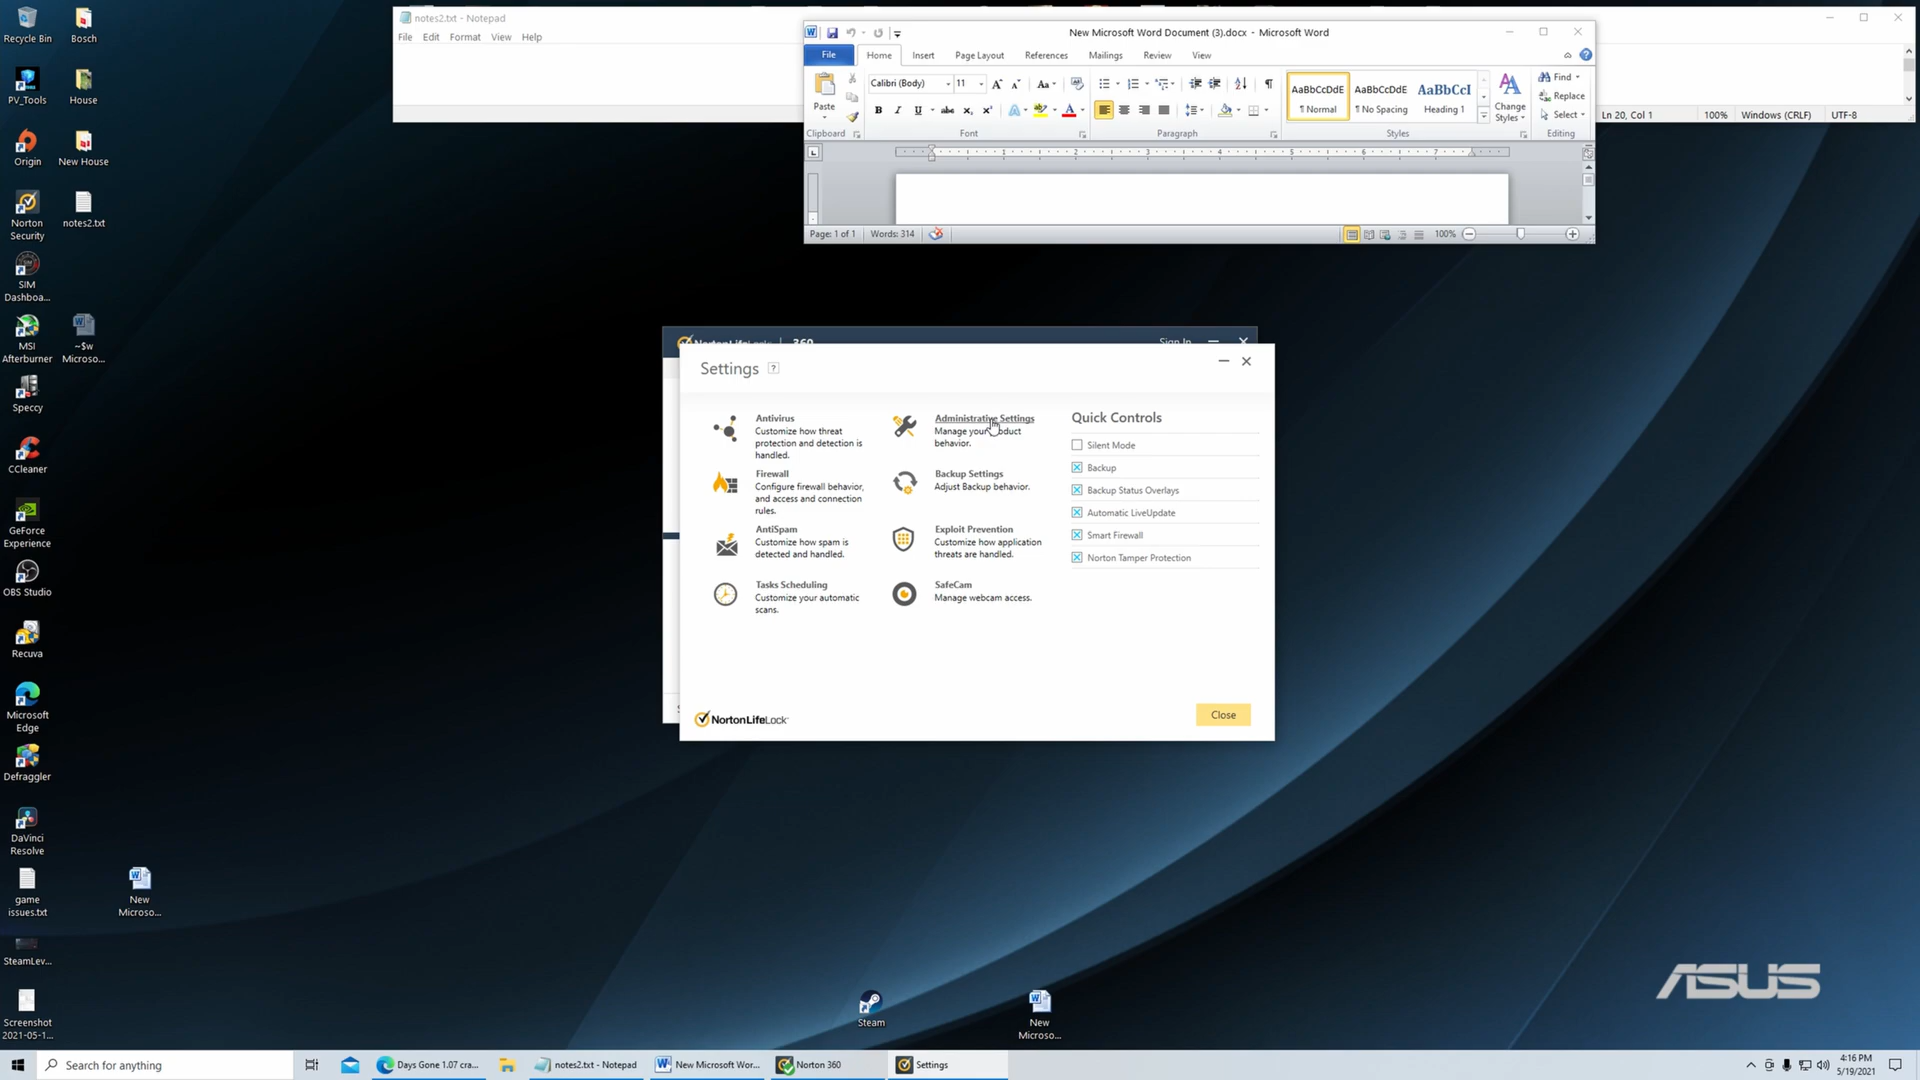 Recycle Bin
Bosch
PV_Tools
House
Origin
New House
Norton
Security
notes2.txt
SIM
Dashboa...
MSI
Afterburner
~$w
Microso...
Speccy
CCleaner
GeForce
Experience
OBS Studio
Recuva
Microsoft
Edge
Defraggler
DaVinci
Resolve
game
issues.txt
New
Microso...
SteamLev...
Screenshot
2021-05-1...
Steam
New
Microso...
notes2.txt - Notepad
File Edit Format View Help
Ln 20, Col 1 100% Windows (CRLF) UTF-8
New Microsoft Word Document (3).docx - Microsoft Word
File Home Insert Page Layout References Mailings Review View
Calibri (Body) 11
Paste
Clipboard Font Paragraph Styles Editing
AaBbCcDdE AaBbCcDdE AaBbCcI
¶ Normal ¶ No Spacing Heading 1
Change
Styles
Find
Replace
Select
1 2 3 4 5 6 7
Page: 1 of 1 Words: 314 100%
NortonLifeLock 360 Sign In
Settings ?
Antivirus
Customize how threat
protection and detection is
handled.
Firewall
Configure firewall behavior,
and access and connection
rules.
AntiSpam
Customize how spam is
detected and handled.
Tasks Scheduling
Customize your automatic
scans.
Administrative Settings
Manage your product
behavior.
Backup Settings
Adjust Backup behavior.
Exploit Prevention
Customize how application
threats are handled.
SafeCam
Manage webcam access.
Quick Controls
Silent Mode
Backup
Backup Status Overlays
Automatic LiveUpdate
Smart Firewall
Norton Tamper Protection
NortonLifeLock
Close
ASUS
Search for anything
Days Gone 1.07 cra...
notes2.txt - Notepad
New Microsoft Wor...
Norton 360
Settings
4:16 PM
5/19/2021